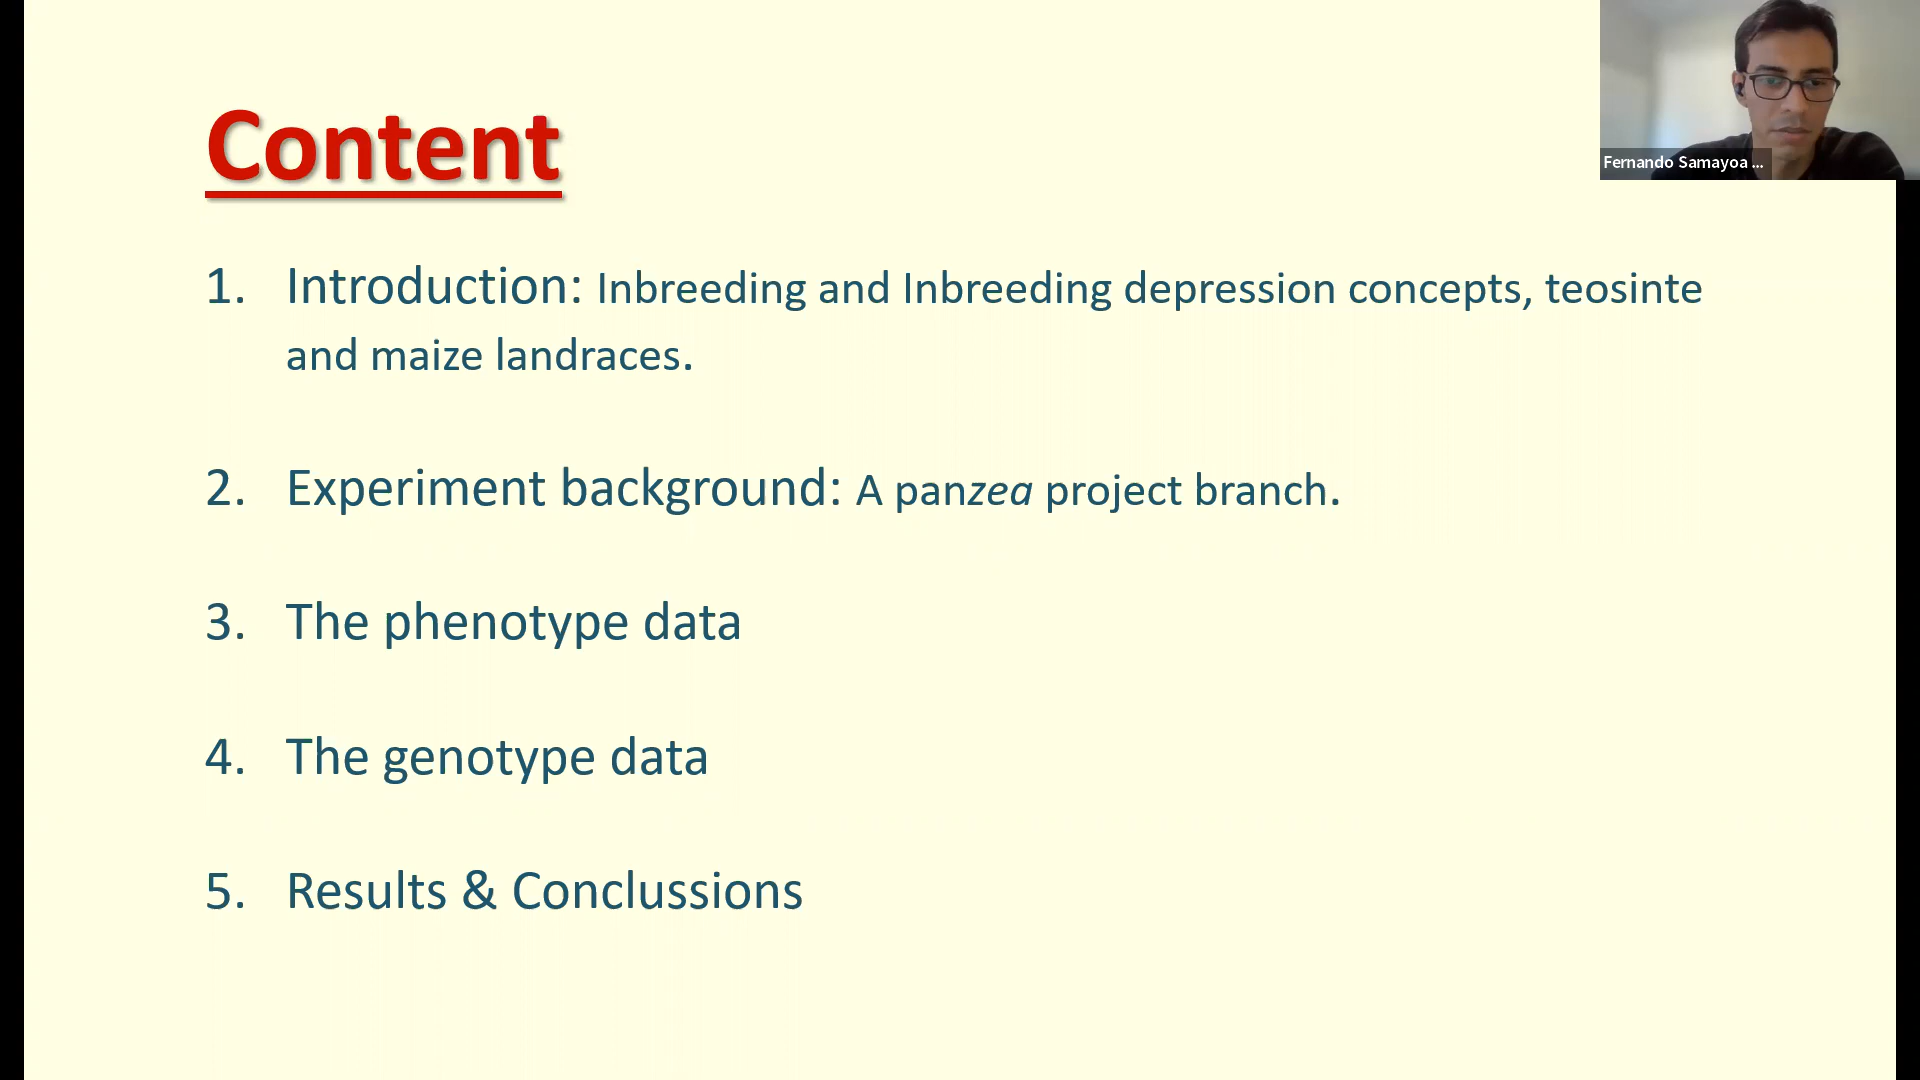 Content
Fernando Samayoa ...
1. Introduction: Inbreeding and Inbreeding depression concepts, teosinte
and maize landraces.
2. Experiment background: A panzea project branch.
3. The phenotype data
4. The genotype data
5. Results & Conclussions